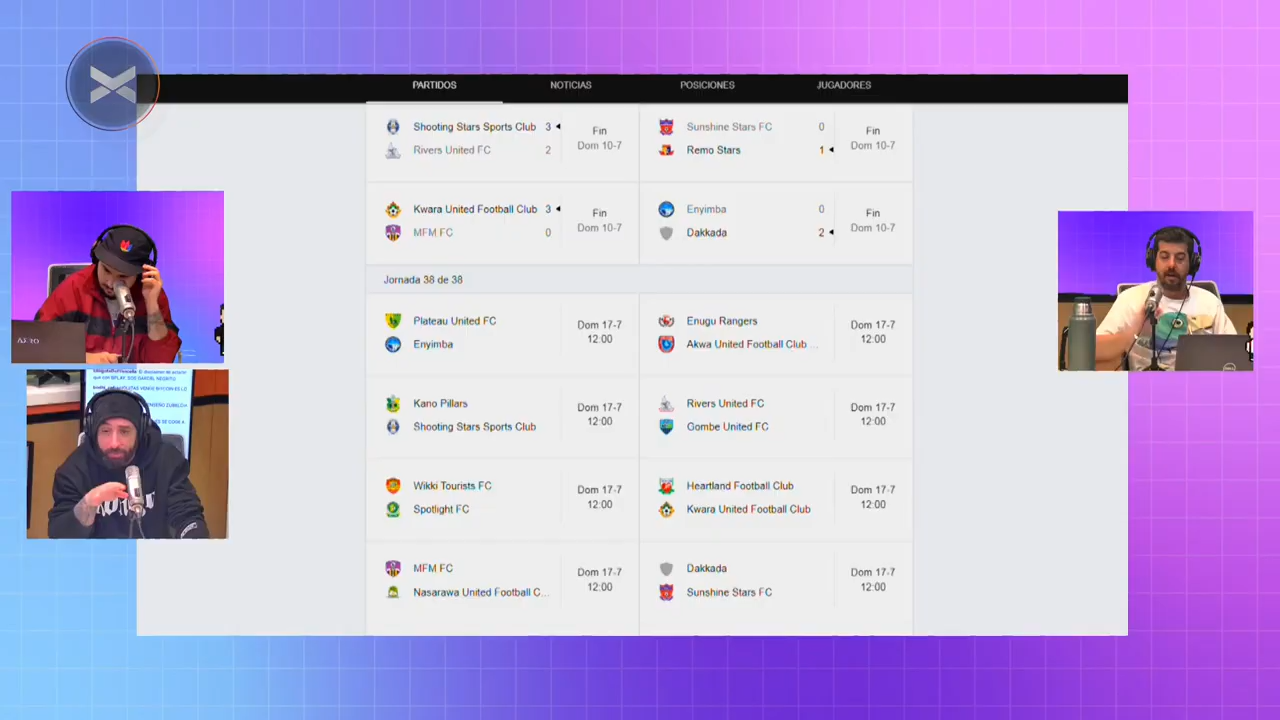 PARTIDOS NOTICIAS POSICIONES JUGADORES
Shooting Stars Sports Club 3
Rivers United FC 2
Fin
Dom 10-7
Sunshine Stars FC 0
Remo Stars 1
Fin
Dom 10-7
Kwara United Football Club 3
MFM FC 0
Fin
Dom 10-7
Enyimba 0
Dakkada 2
Fin
Dom 10-7
Jornada 38 de 38
Plateau United FC
Enyimba
Dom 17-7
12:00
Enugu Rangers
Akwa United Football Club ...
Dom 17-7
12:00
Kano Pillars
Shooting Stars Sports Club
Dom 17-7
12:00
Rivers United FC
Gombe United FC
Dom 17-7
12:00
Wikki Tourists FC
Spotlight FC
Dom 17-7
12:00
Heartland Football Club
Kwara United Football Club
Dom 17-7
12:00
MFM FC
Nasarawa United Football C...
Dom 17-7
12:00
Dakkada
Sunshine Stars FC
Dom 17-7
12:00